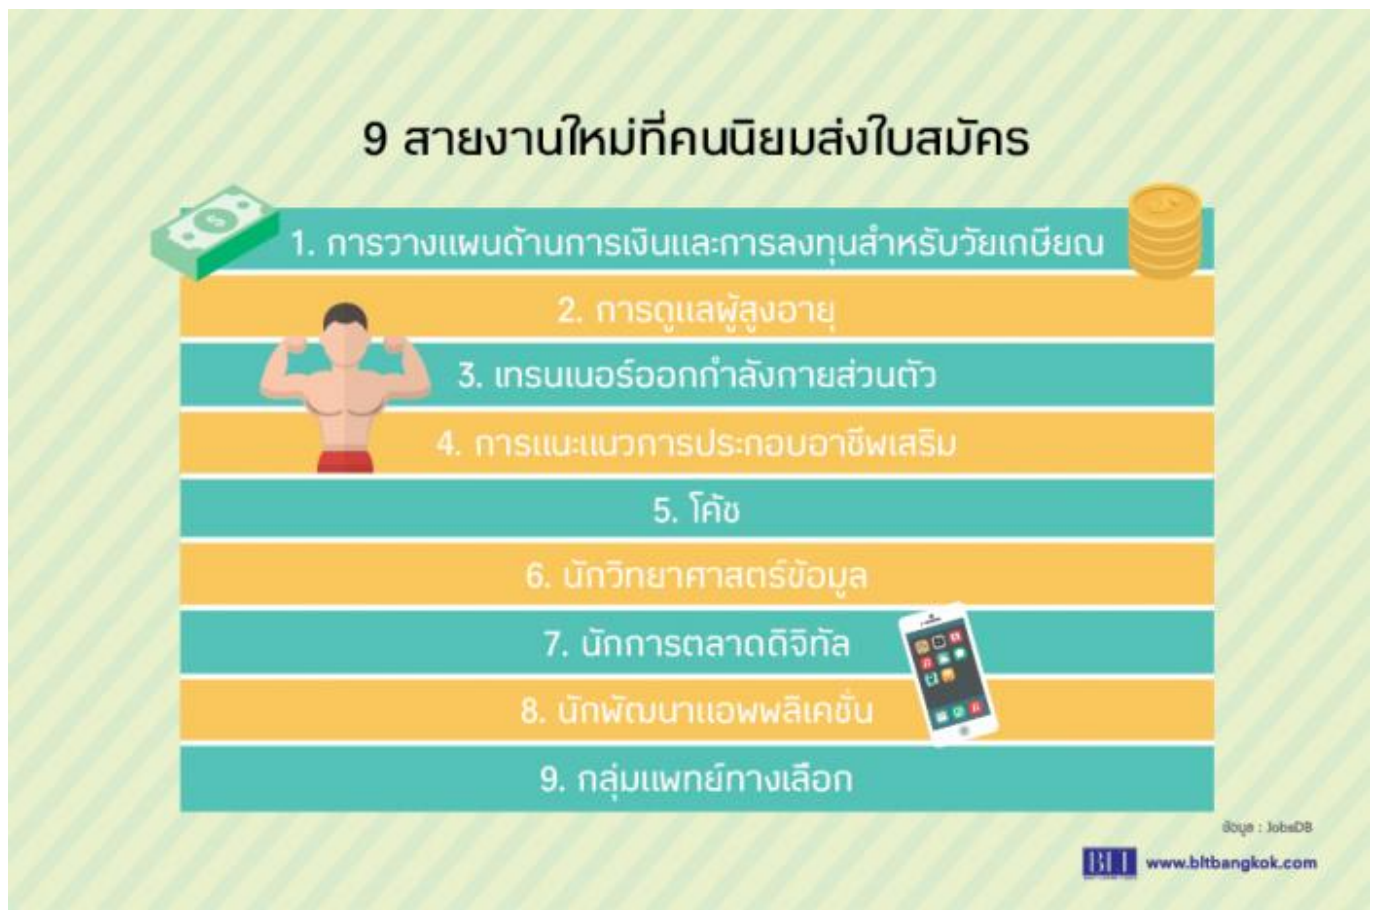 9 สายงานใหม่ที่คนนิยมส่งใบสมัคร
1. การวางแผนด้านการเงินและการลงทุนสำหรับวัยเกษียณ
2. การดูแลผู้สูงอายุ
3. เทรนเนอร์ออกกำลังกายส่วนตัว
4. การแนะแนวการประกอบอาชีพเสริม
5. โค้ช
6. นักวิทยาศาสตร์ข้อมูล
7. นักการตลาดดิจิทัล
8. นักพัฒนาแอพพลิเคชั่น
9. กลุ่มแพทย์ทางเลือก
ข้อมูล : JobsDB
BLT www.bltbangkok.com